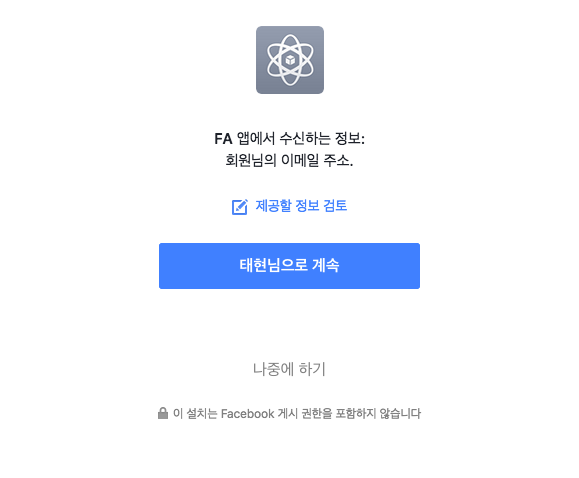 FA 앱에서 수신하는 정보:
회원님의 이메일 주소.
제공할 정보 검토
태현님으로 계속
나중에 하기
이 설치는 Facebook 게시 권한을 포함하지 않습니다